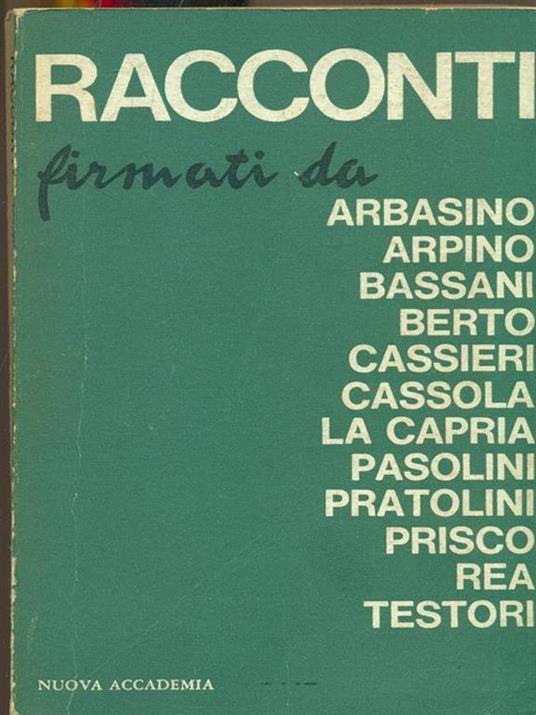 RACCONTI
firmati da
ARBASINO
ARPINO
BASSANI
BERTO
CASSIERI
CASSOLA
LA CAPRIA
PASOLINI
PRATOLINI
PRISCO
REA
TESTORI
NUOVA ACCADEMIA